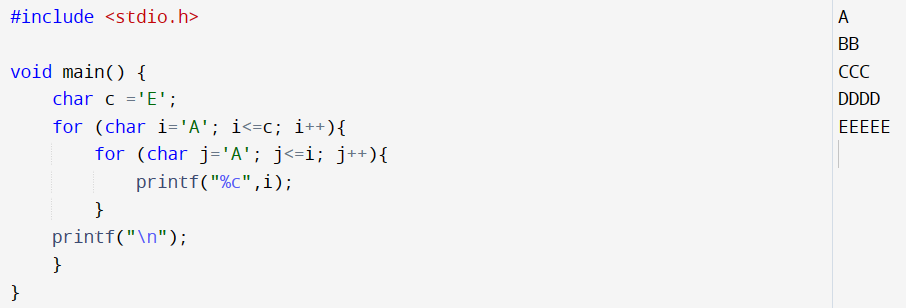 #include <stdio.h>
void main() {
    char c ='E';
    for (char i='A'; i<=c; i++){
        for (char j='A'; j<=i; j++){
            printf("%c",i);
        }
    printf("\n");
    }
}
A
BB
CCC
DDDD
EEEEE